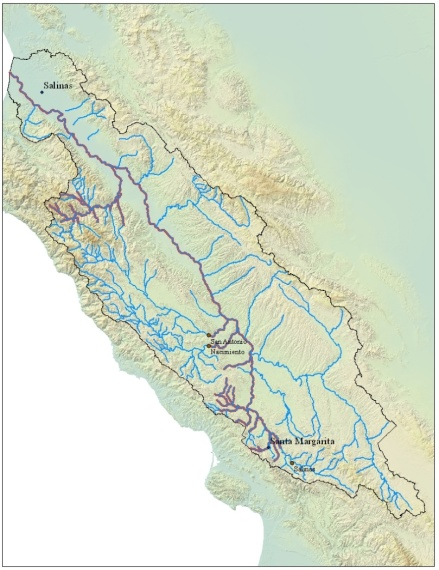 Salinas
San Antonio
Nacimiento
Santa Margarita
Salinas